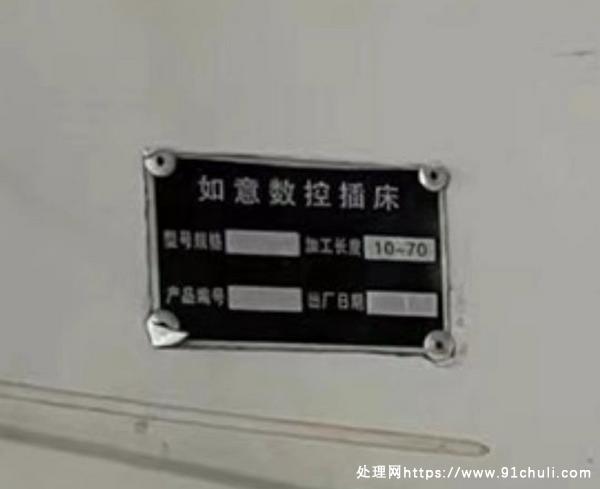 如意数控插床
型号规格 加工长度 10~70
产品编号 出厂日期
处理网https://www.91chuli.com